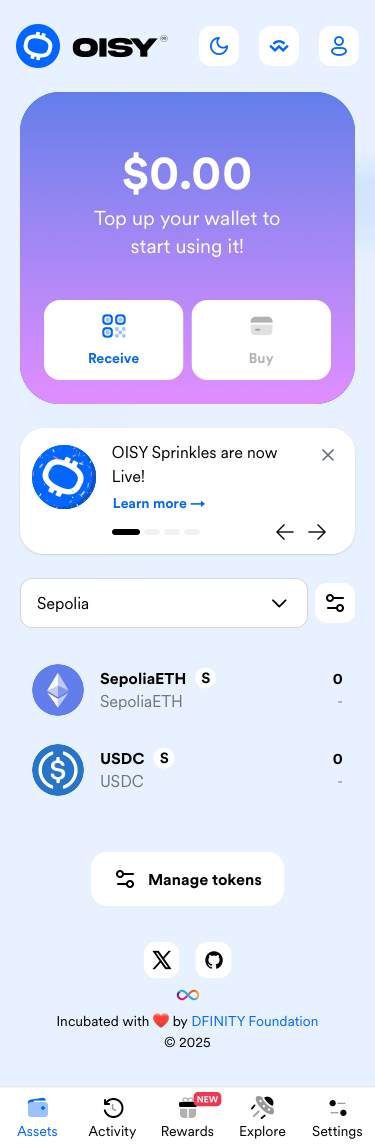 OISY
$0.00
Top up your wallet to
start using it!
Receive
Buy
OISY Sprinkles are now
Live!
Learn more →
Sepolia
SepoliaETH S 0
SepoliaETH -
USDC S 0
USDC -
Manage tokens
Incubated with ❤️ by DFINITY Foundation
© 2025
NEW
Assets Activity Rewards Explore Settings